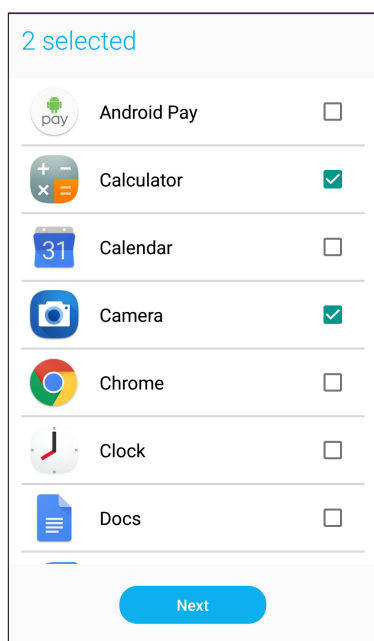 2 selected
pay
Android Pay
+ −
× =
Calculator
31
Calendar
Camera
Chrome
Clock
Docs
Next